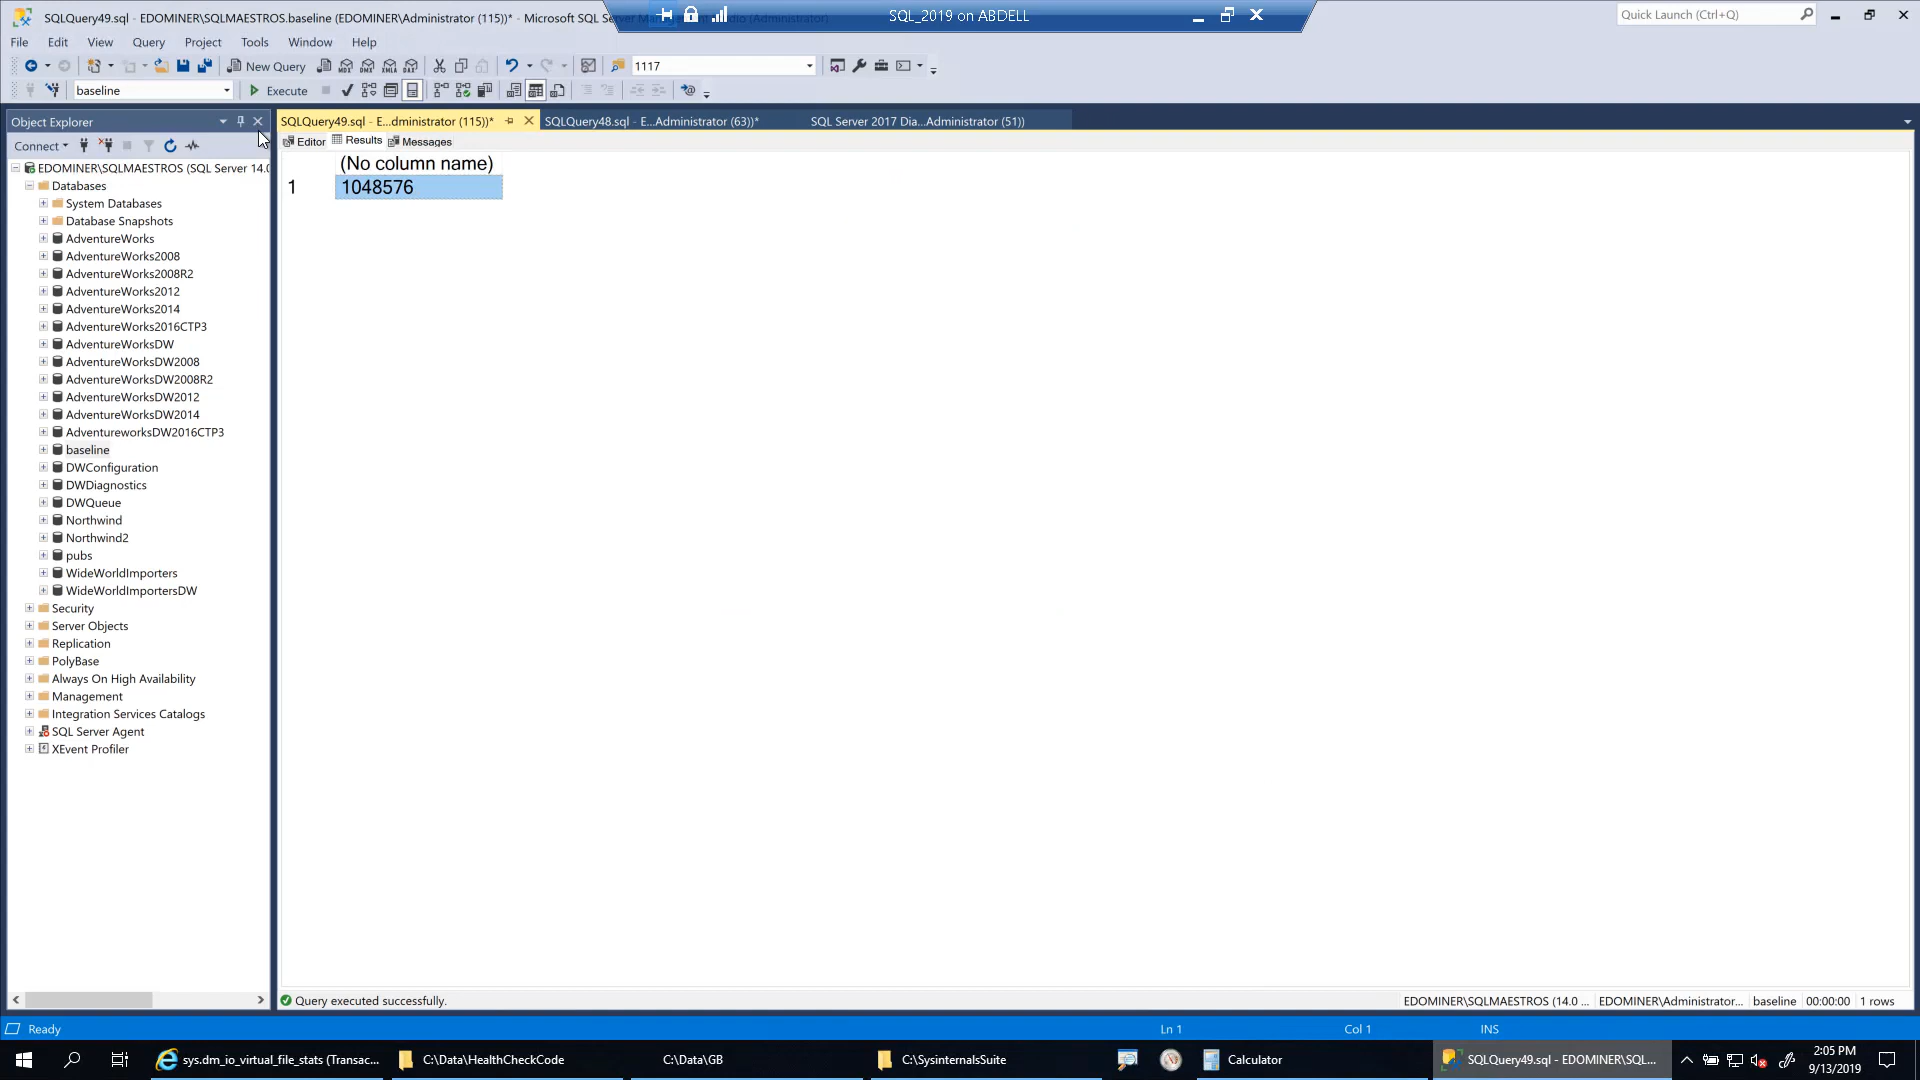 SQLQuery49.sql - EDOMINER\SQLMAESTROS.baseline (EDOMINER\Administrator (115))* - Microsoft SQL Server
SQL_2019 on ABDELL
Quick Launch (Ctrl+Q)
File Edit View Query Project Tools Window Help
New Query
MDX DMX XMLA DAX
1117
baseline
Execute
Object Explorer
SQLQuery49.sql - E...dministrator (115))*
SQLQuery48.sql - E...Administrator (63))*
SQL Server 2017 Dia...Administrator (51))
Connect
Editor Results Messages
EDOMINER\SQLMAESTROS (SQL Server 14.0
Databases
System Databases
Database Snapshots
AdventureWorks
AdventureWorks2008
AdventureWorks2008R2
AdventureWorks2012
AdventureWorks2014
AdventureWorks2016CTP3
AdventureWorksDW
AdventureWorksDW2008
AdventureWorksDW2008R2
AdventureWorksDW2012
AdventureWorksDW2014
AdventureworksDW2016CTP3
baseline
DWConfiguration
DWDiagnostics
DWQueue
Northwind
Northwind2
pubs
WideWorldImporters
WideWorldImportersDW
Security
Server Objects
Replication
PolyBase
Always On High Availability
Management
Integration Services Catalogs
SQL Server Agent
XEvent Profiler
(No column name)
1 1048576
Query executed successfully.
EDOMINER\SQLMAESTROS (14.0 ... EDOMINER\Administrator... baseline 00:00:00 1 rows
Ready
Ln 1 Col 1 INS
sys.dm_io_virtual_file_stats (Transac...
C:\Data\HealthCheckCode
C:\Data\GB
C:\SysinternalsSuite
Calculator
SQLQuery49.sql - EDOMINER\SQL...
2:05 PM
9/13/2019